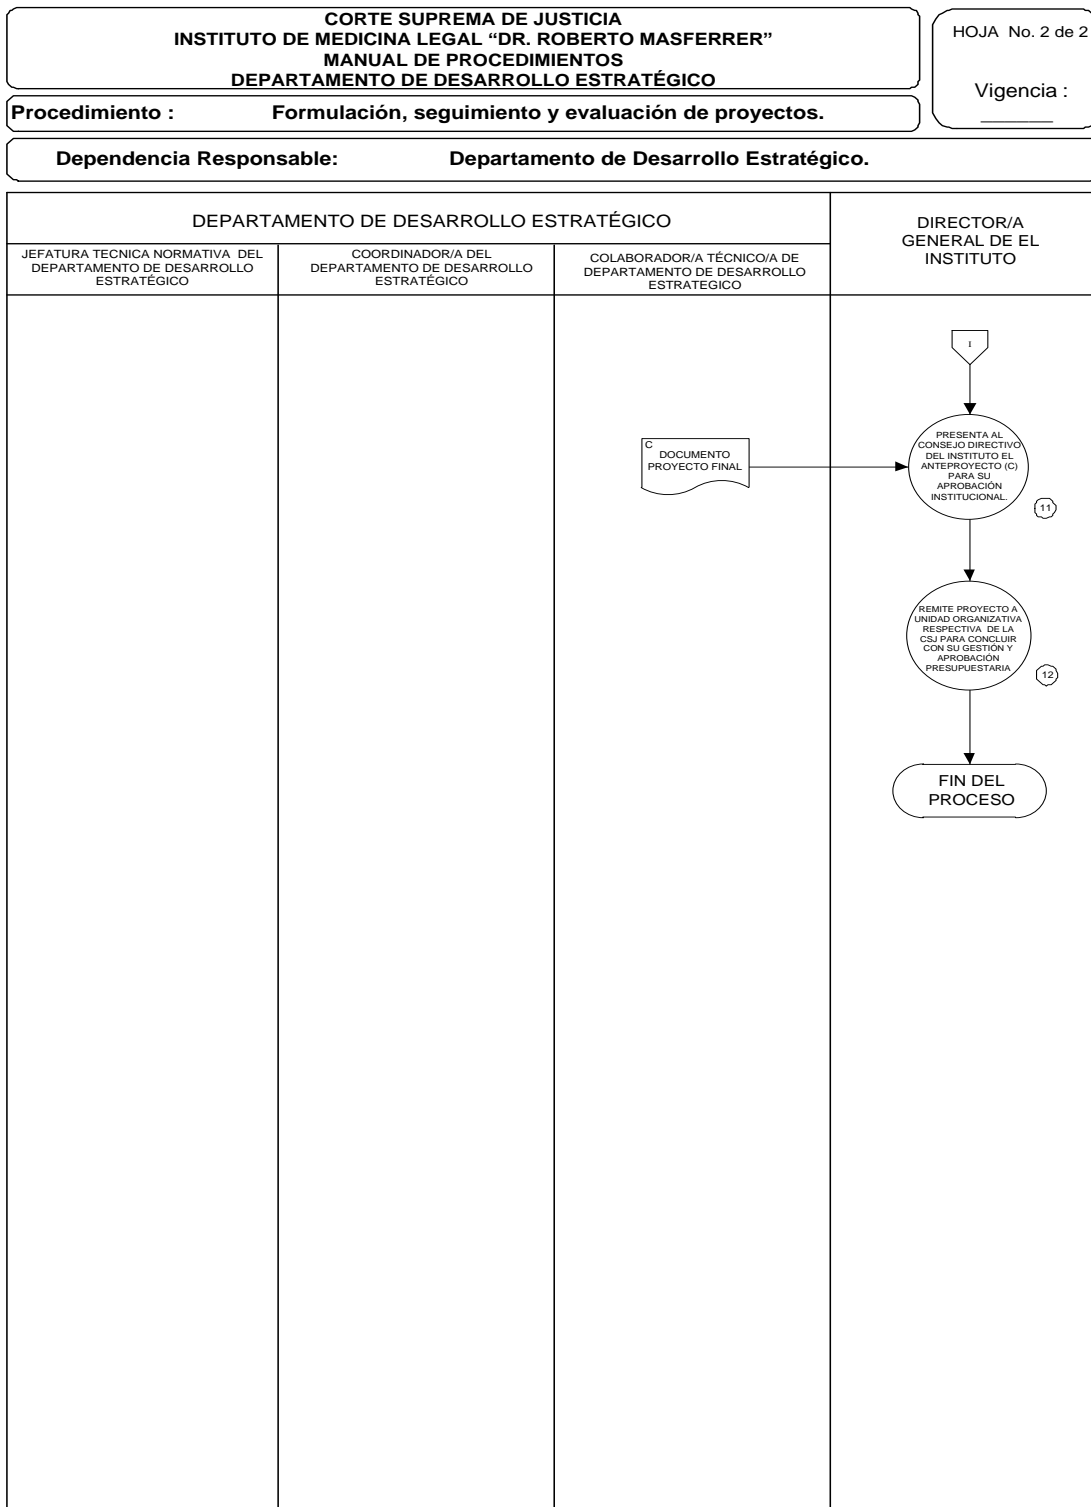 CORTE SUPREMA DE JUSTICIA
INSTITUTO DE MEDICINA LEGAL “DR. ROBERTO MASFERRER”
MANUAL DE PROCEDIMIENTOS
DEPARTAMENTO DE DESARROLLO ESTRATÉGICO
HOJA No. 2 de 2
Vigencia :
Procedimiento : Formulación, seguimiento y evaluación de proyectos.
Dependencia Responsable: Departamento de Desarrollo Estratégico.
DEPARTAMENTO DE DESARROLLO ESTRATÉGICO
JEFATURA TECNICA NORMATIVA DEL
DEPARTAMENTO DE DESARROLLO
ESTRATÉGICO
COORDINADOR/A DEL
DEPARTAMENTO DE DESARROLLO
ESTRATÉGICO
COLABORADOR/A TÉCNICO/A DE
DEPARTAMENTO DE DESARROLLO
ESTRATEGICO
DIRECTOR/A
GENERAL DE EL
INSTITUTO
1
C
DOCUMENTO
PROYECTO FINAL
PRESENTA AL
CONSEJO DIRECTIVO
DEL INSTITUTO EL
ANTEPROYECTO (C)
PARA SU
APROBACIÓN
INSTITUCIONAL.
11
REMITE PROYECTO A
UNIDAD ORGANIZATIVA
RESPECTIVA DE LA
CSJ PARA CONCLUIR
CON SU GESTIÓN Y
APROBACIÓN
PRESUPUESTARIA
12
FIN DEL
PROCESO